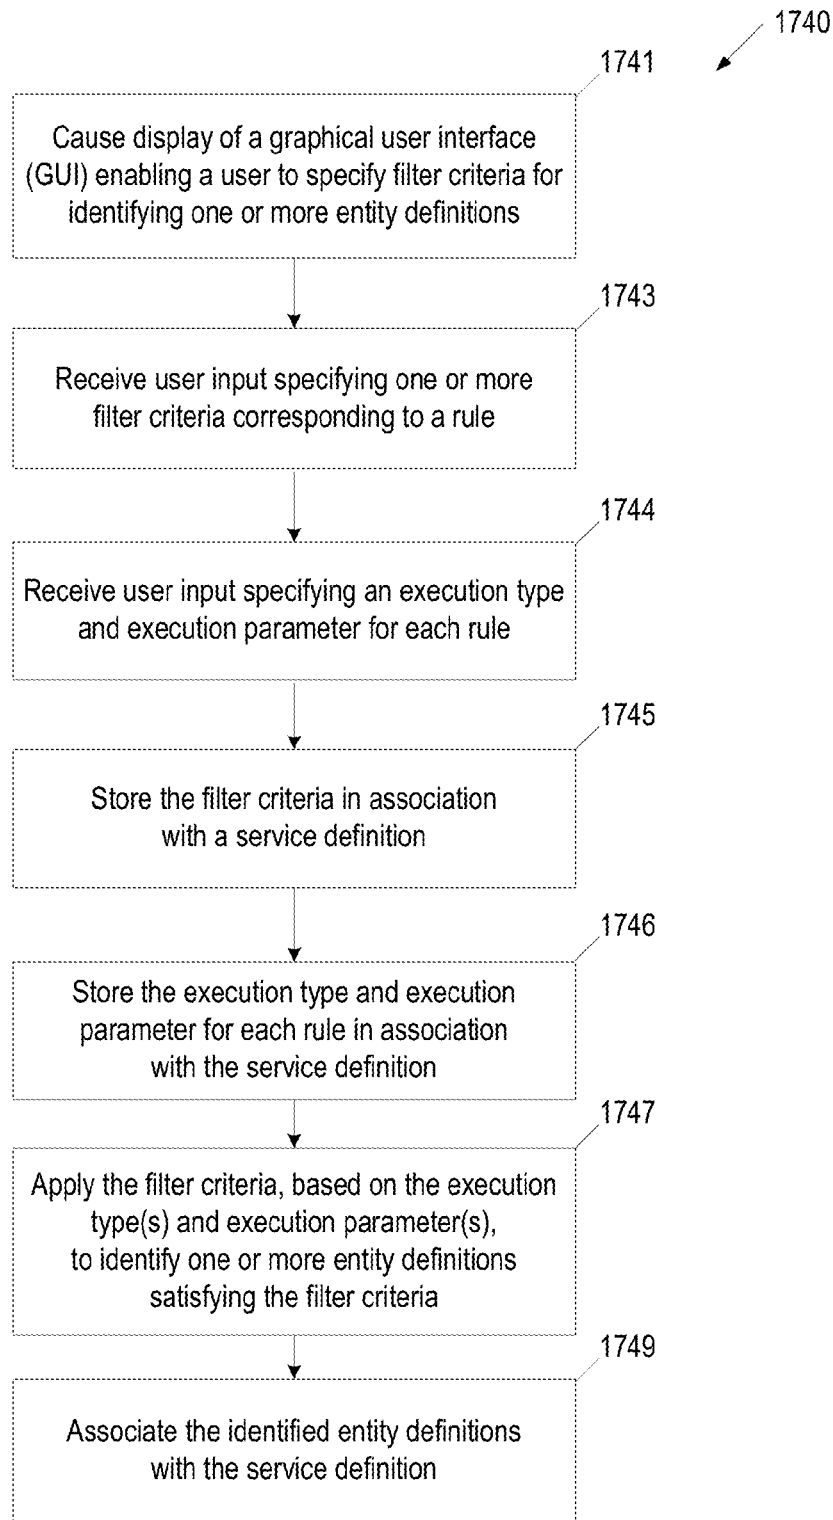 1740
1741
Cause display of a graphical user interface
(GUI) enabling a user to specify filter criteria for
identifying one or more entity definitions
1743
Receive user input specifying one or more
filter criteria corresponding to a rule
1744
Receive user input specifying an execution type
and execution parameter for each rule
1745
Store the filter criteria in association
with a service definition
1746
Store the execution type and execution
parameter for each rule in association
with the service definition
1747
Apply the filter criteria, based on the execution
type(s) and execution parameter(s),
to identify one or more entity definitions
satisfying the filter criteria
1749
Associate the identified entity definitions
with the service definition